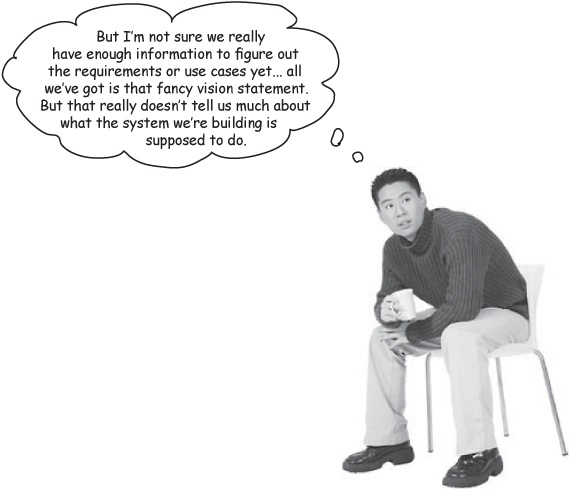 But I'm not sure we really
have enough information to figure out
the requirements or use cases yet... all
we've got is that fancy vision statement.
But that really doesn't tell us much about
what the system we're building is
supposed to do.